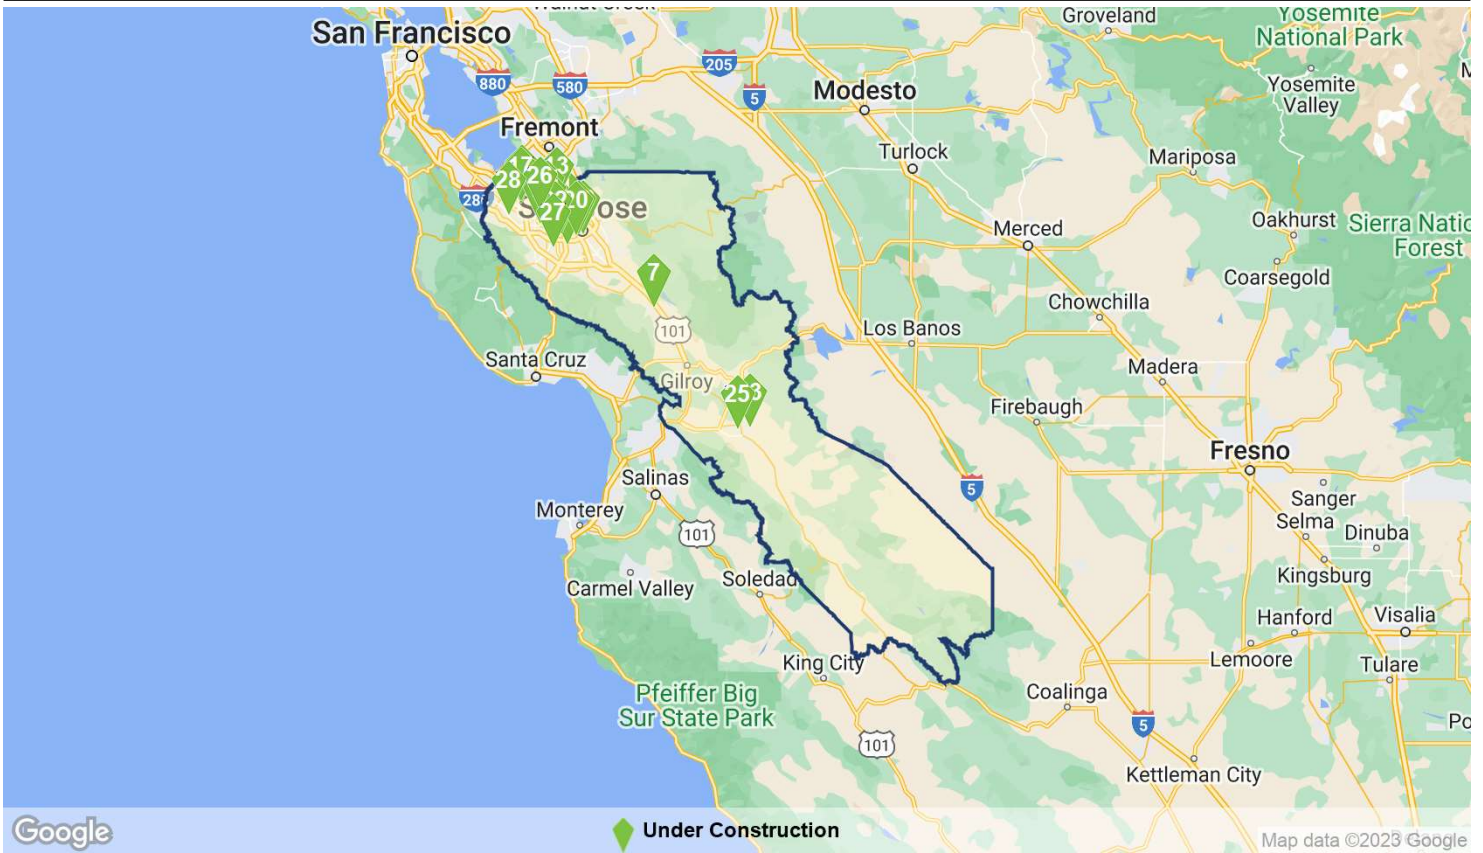 Groveland
Yosemite
National Park
San Francisco
205
880
580
5
Modesto
Yosemite
Valley
Fremont
Turlock
Mariposa
17
13
28
26
280
20
27
Merced
Oakhurst
Sierra Natio
Forest
7
Coarsegold
Chowchilla
101
Los Banos
Santa Cruz
Gilroy
Madera
25
3
Firebaugh
Fresno
Salinas
5
Sanger
Monterey
Selma
Dinuba
101
Soledad
Carmel Valley
Kingsburg
Hanford
Visalia
King City
Lemoore
Tulare
Pfeiffer Big
Sur State Park
Coalinga
5
Po
101
Kettleman City
Google
Under Construction
Map data ©2023 Google